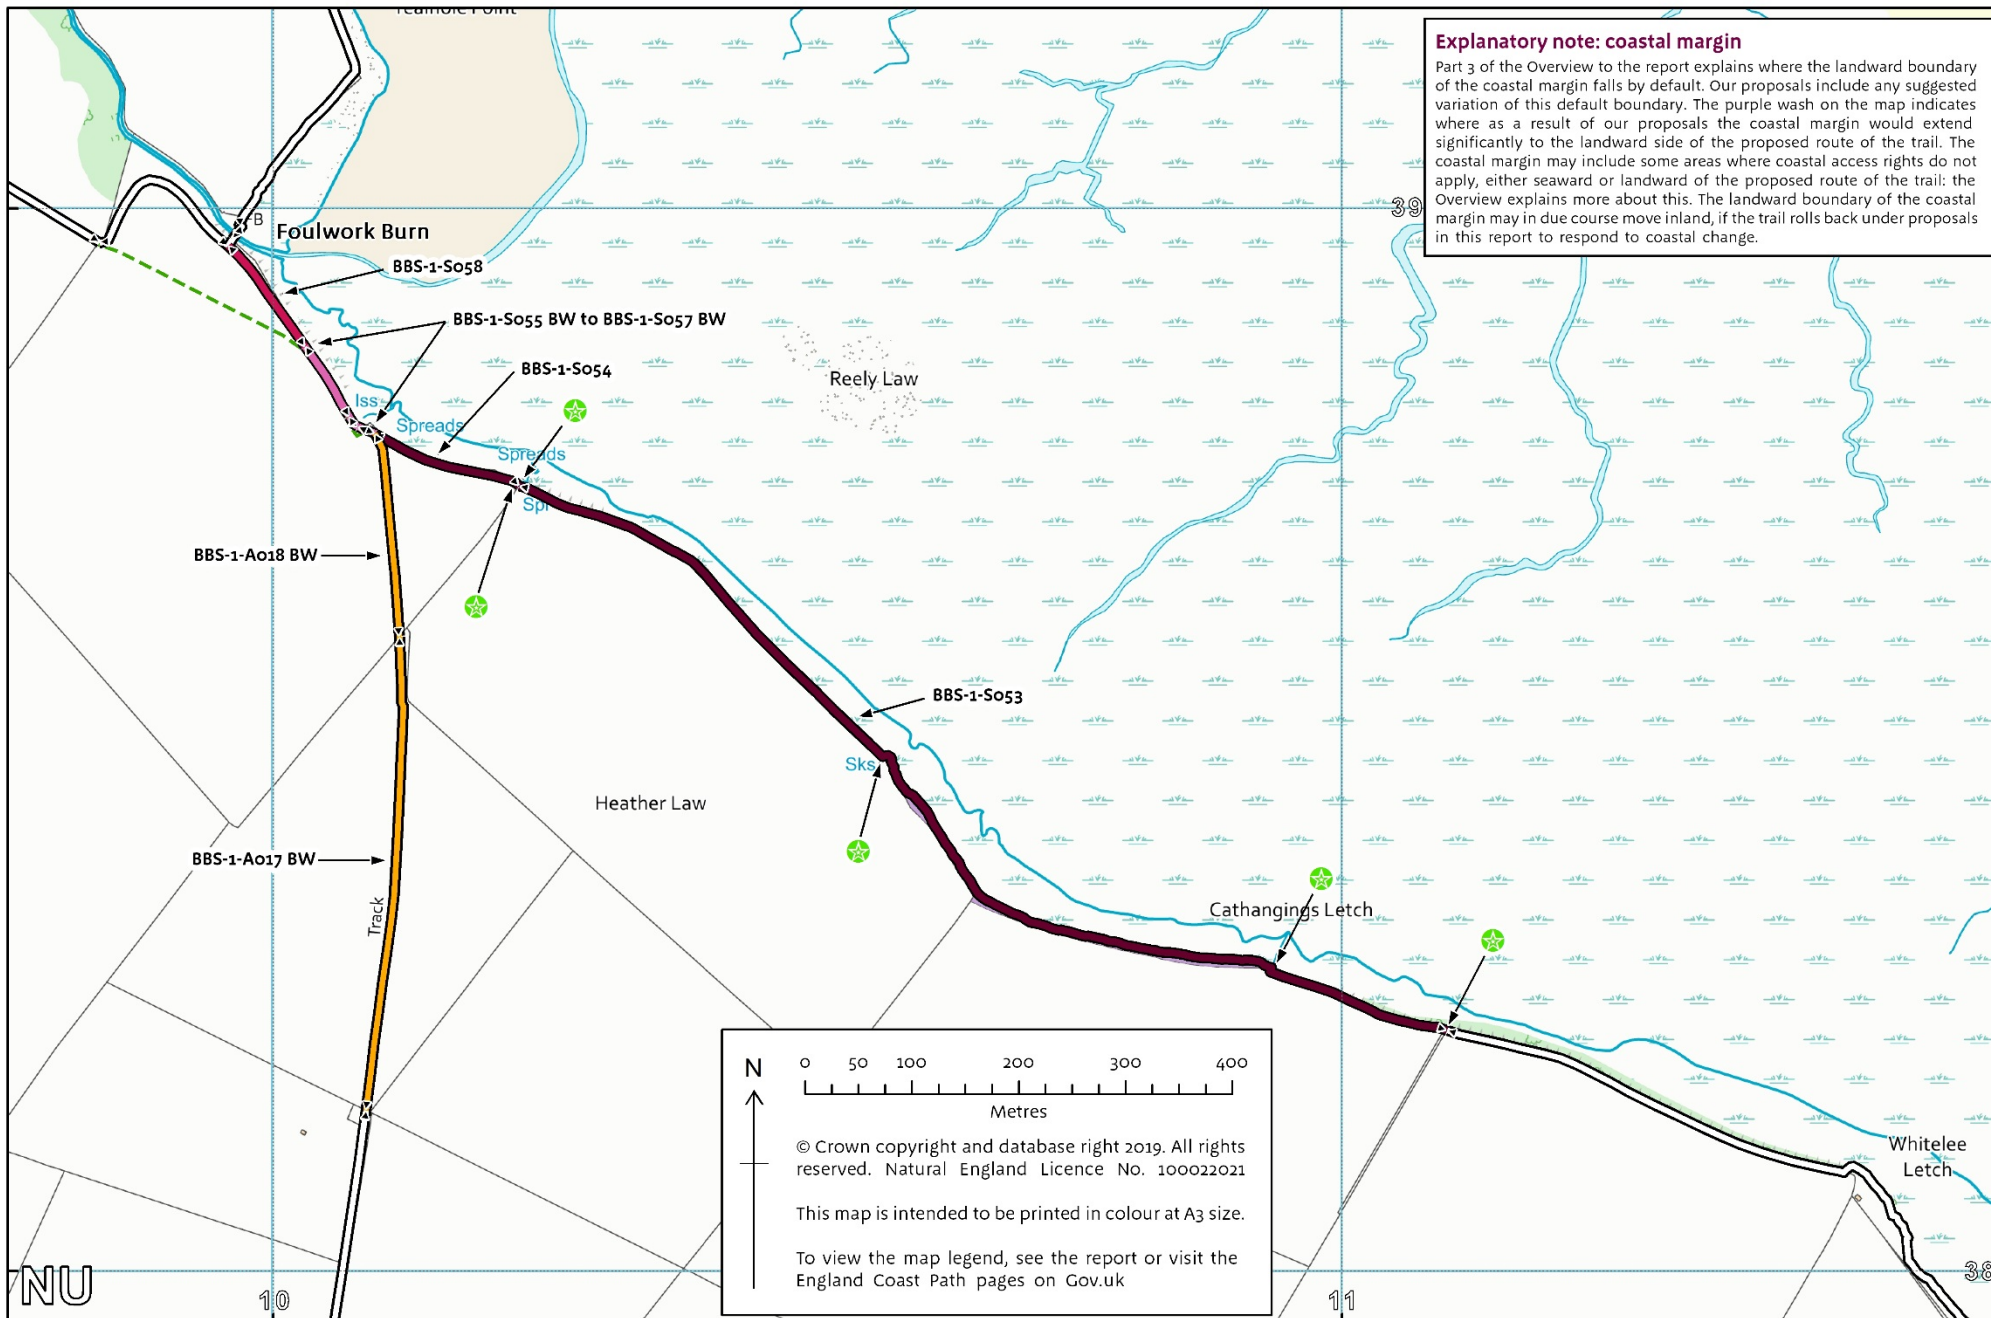 Tealhole Point
Explanatory note: coastal margin
Part 3 of the Overview to the report explains where the landward boundary
of the coastal margin falls by default. Our proposals include any suggested
variation of this default boundary. The purple wash on the map indicates
where as a result of our proposals the coastal margin would extend
significantly to the landward side of the proposed route of the trail. The
coastal margin may include some areas where coastal access rights do not
apply, either seaward or landward of the proposed route of the trail: the
Overview explains more about this. The landward boundary of the coastal
margin may in due course move inland, if the trail rolls back under proposals
in this report to respond to coastal change.
39
FB
Foulwork Burn
BBS-1-S058
BBS-1-S055 BW to BBS-1-S057 BW
BBS-1-S054
Reely Law
Iss
Spreads
Spreads
Spr
BBS-1-A018 BW
BBS-1-S053
Sks
Heather Law
BBS-1-A017 BW
Track
Cathangings Letch
Whitelee
Letch
N
0 50 100 200 300 400
Metres
© Crown copyright and database right 2019. All rights
reserved. Natural England Licence No. 100022021
This map is intended to be printed in colour at A3 size.
To view the map legend, see the report or visit the
England Coast Path pages on Gov.uk
NU
10
11
38